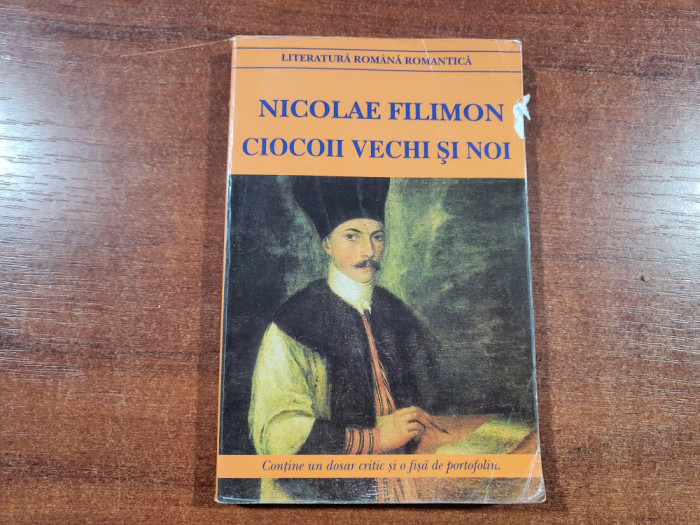 LITERATURĂ ROMÂNĂ ROMANTICĂ
NICOLAE FILIMON
CIOCOII VECHI ŞI NOI
Conţine un dosar critic şi o fişă de portofoliu.